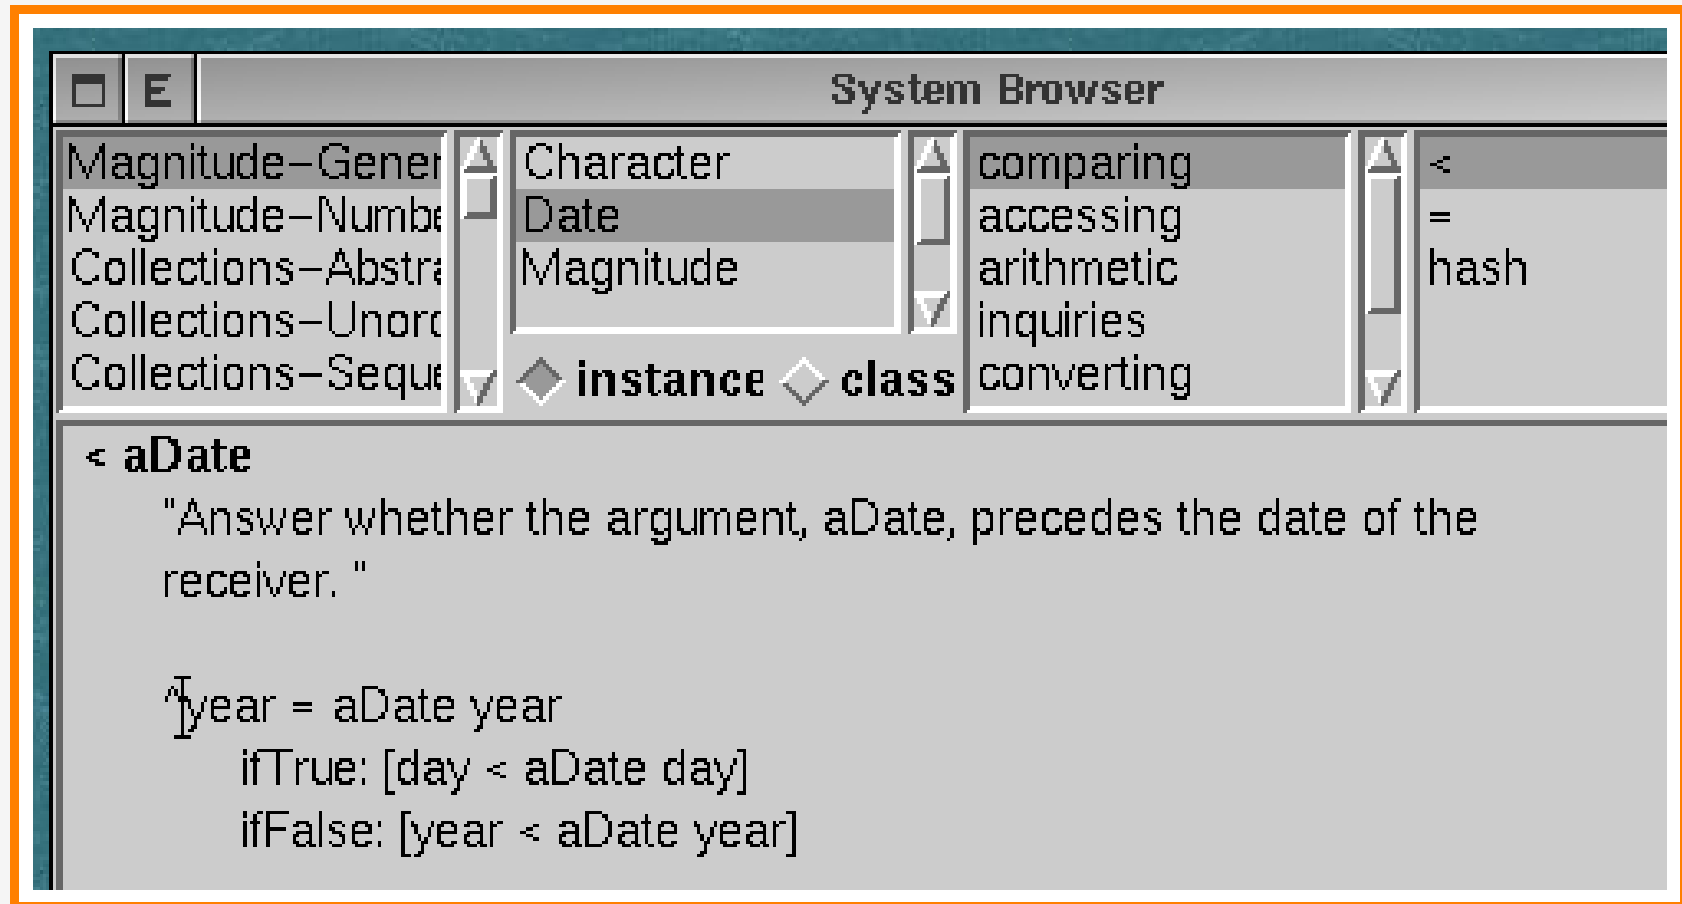 E
System Browser
Magnitude–Gener
Magnitude–Numbe
Collections–Abstra
Collections–Unorc
Collections–Seque
Character
Date
Magnitude
instance class
comparing
accessing
arithmetic
inquiries
converting
<
=
hash
< aDate
"Answer whether the argument, aDate, precedes the date of the
receiver. "
^year = aDate year
ifTrue: [day < aDate day]
ifFalse: [year < aDate year]